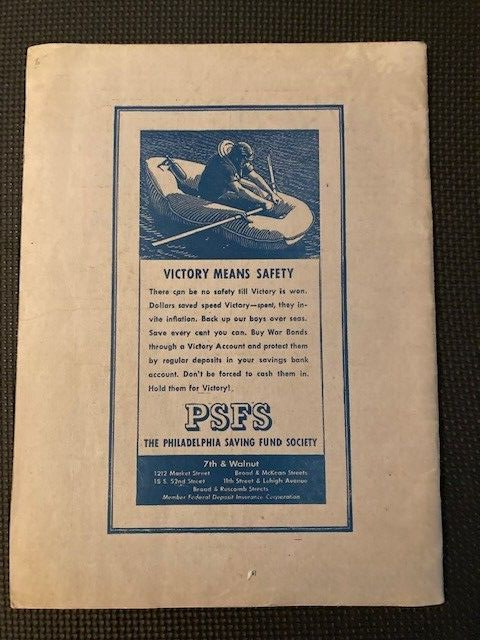 VICTORY MEANS SAFETY
There can be no safety till Victory is won.
Dollars saved speed Victory—spent, they in-
vite inflation. Back up our boys over seas.
Save every cent you can. Buy War Bonds
through a Victory Account and protect them
by regular deposits in your savings bank
account. Don't be forced to cash them in.
Hold them for Victory!
PSFS
THE PHILADELPHIA SAVING FUND SOCIETY
7th & Walnut
1212 Market Street Broad & McKean Streets
15 S. 52nd Street 11th Street & Lehigh Avenue
Broad & Ruscomb Streets
Member Federal Deposit Insurance Corporation